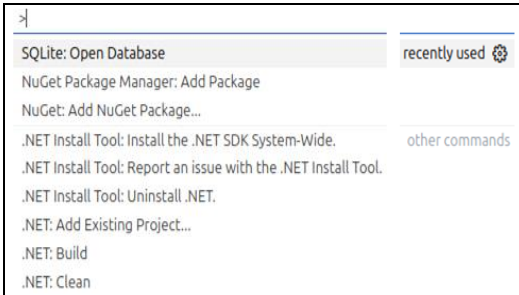 >
SQLite: Open Database recently used
NuGet Package Manager: Add Package
NuGet: Add NuGet Package...
.NET Install Tool: Install the .NET SDK System-Wide. other commands
.NET Install Tool: Report an issue with the .NET Install Tool.
.NET Install Tool: Uninstall .NET.
.NET: Add Existing Project...
.NET: Build
.NET: Clean